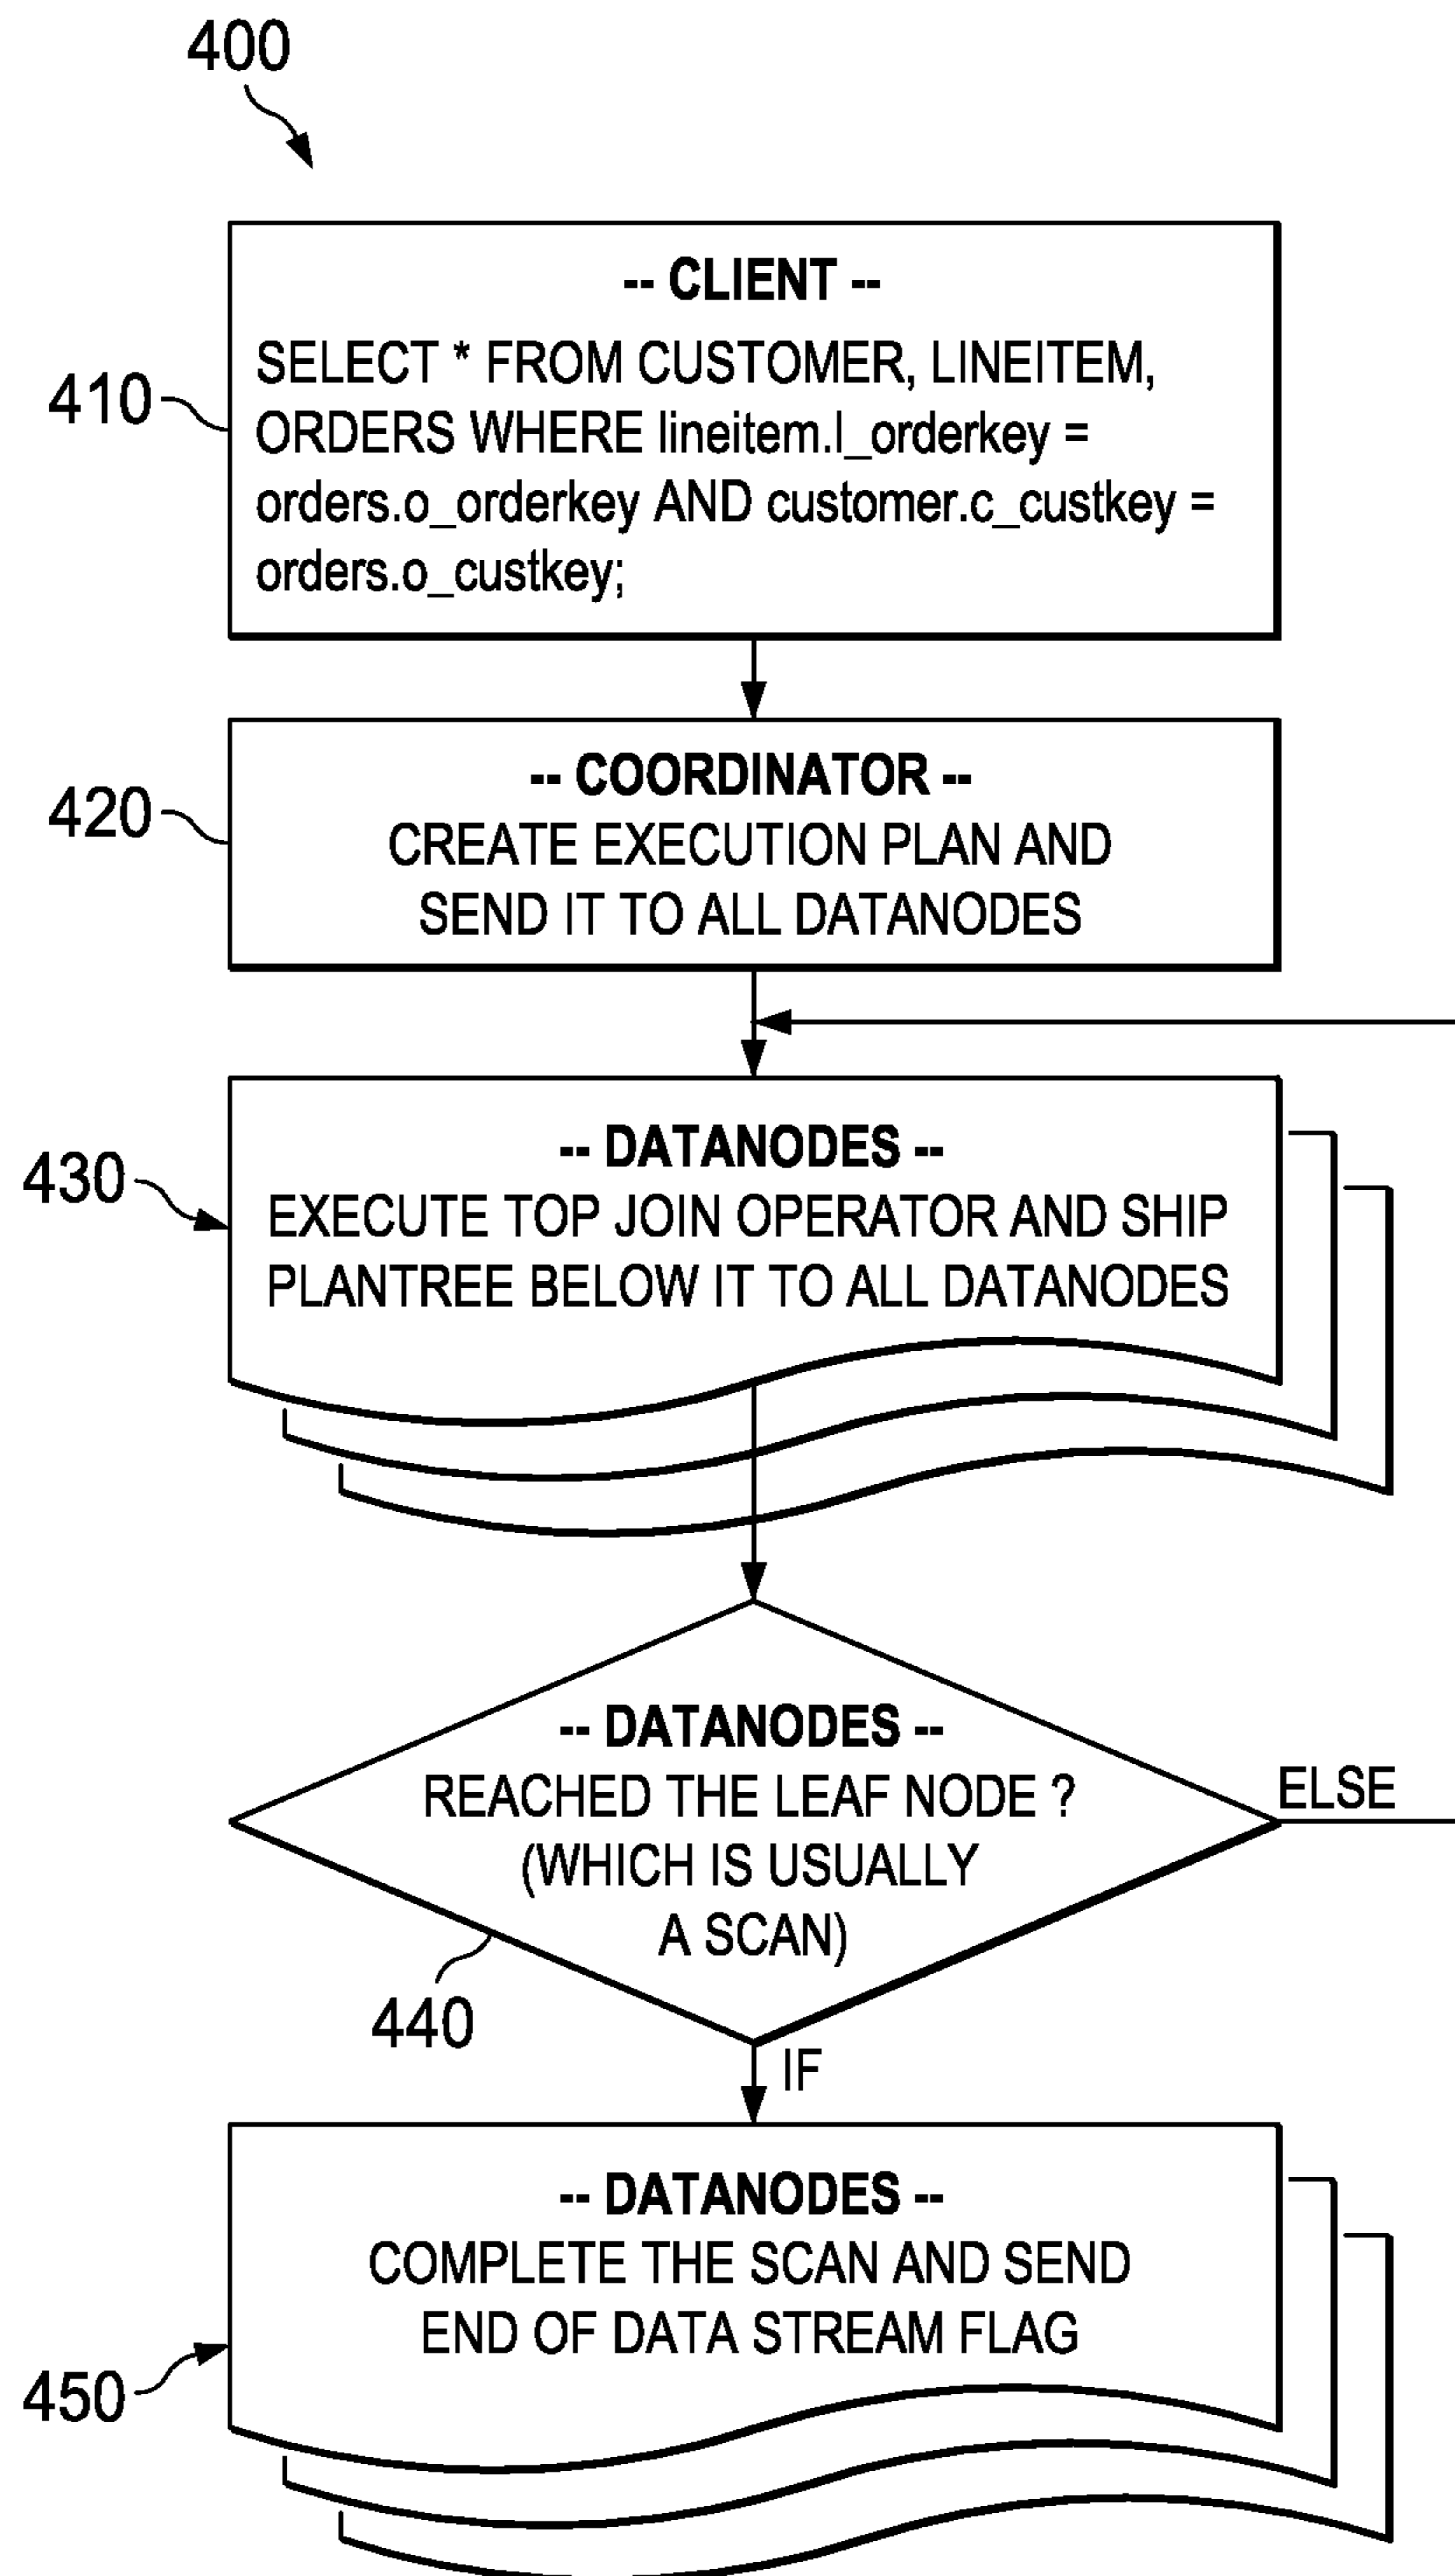 400
-- CLIENT --
410
SELECT * FROM CUSTOMER, LINEITEM,
ORDERS WHERE lineitem.l_orderkey =
orders.o_orderkey AND customer.c_custkey =
orders.o_custkey;
-- COORDINATOR --
420
CREATE EXECUTION PLAN AND
SEND IT TO ALL DATANODES
-- DATANODES --
430
EXECUTE TOP JOIN OPERATOR AND SHIP
PLANTREE BELOW IT TO ALL DATANODES
-- DATANODES --
REACHED THE LEAF NODE ?
(WHICH IS USUALLY
A SCAN)
ELSE
440
IF
-- DATANODES --
COMPLETE THE SCAN AND SEND
END OF DATA STREAM FLAG
450